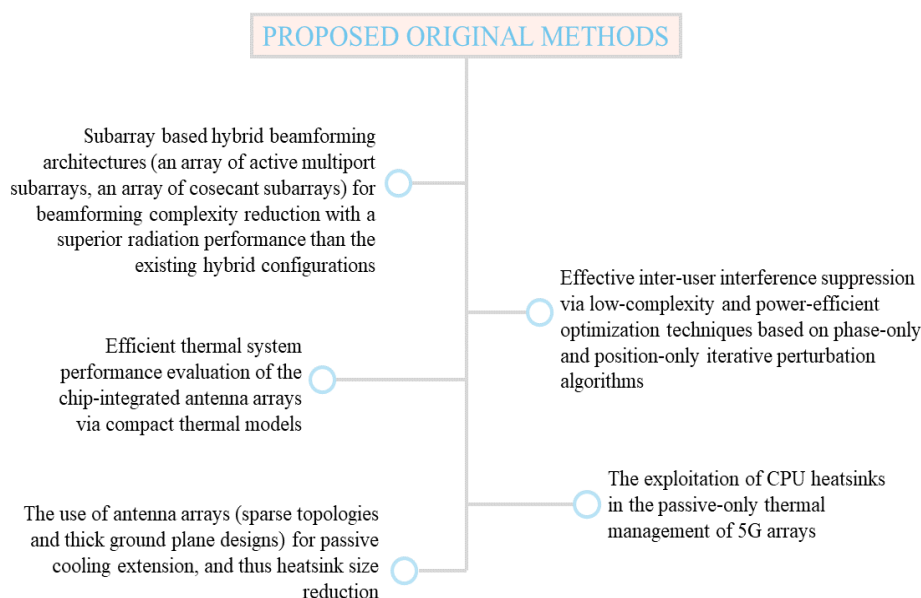 PROPOSED ORIGINAL METHODS
Subarray based hybrid beamforming
architectures (an array of active multiport
subarrays, an array of cosecant subarrays) for
beamforming complexity reduction with a
superior radiation performance than the
existing hybrid configurations
Effective inter-user interference suppression
via low-complexity and power-efficient
optimization techniques based on phase-only
and position-only iterative perturbation
algorithms
Efficient thermal system
performance evaluation of the
chip-integrated antenna arrays
via compact thermal models
The exploitation of CPU heatsinks
in the passive-only thermal
management of 5G arrays
The use of antenna arrays (sparse topologies
and thick ground plane designs) for passive
cooling extension, and thus heatsink size
reduction